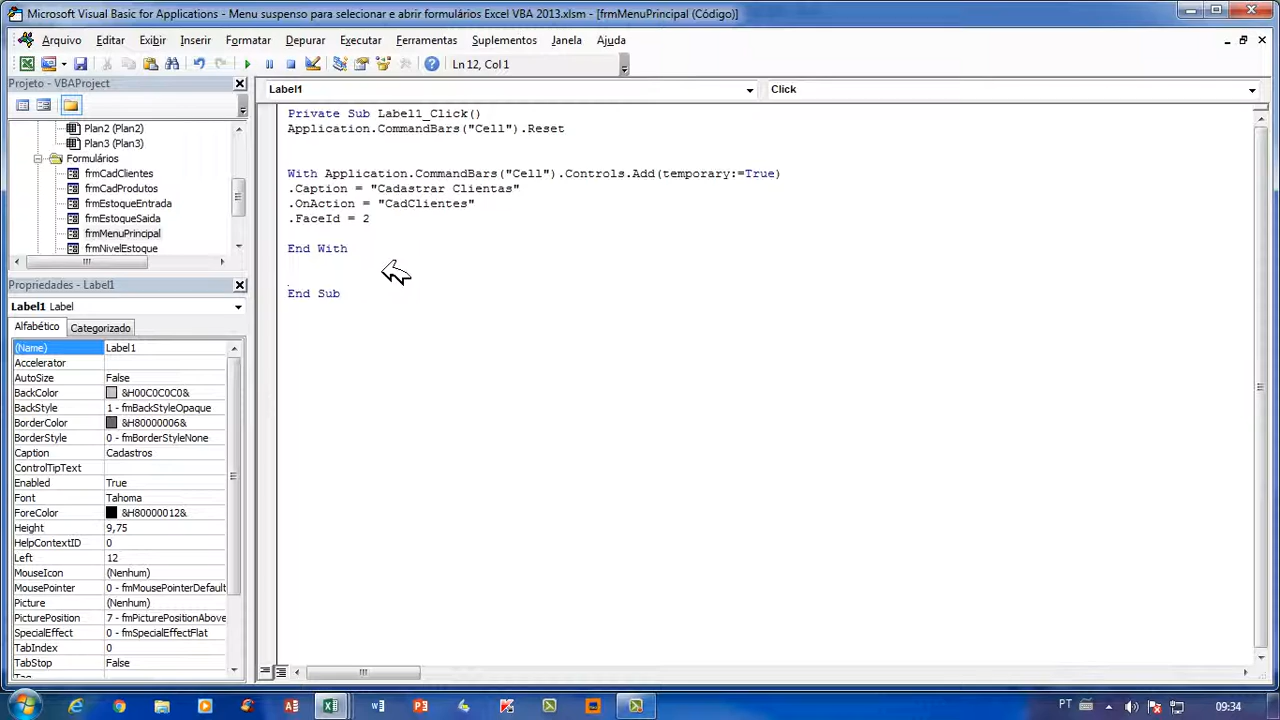 Microsoft Visual Basic for Applications - Menu suspenso para selecionar e abrir formulários Excel VBA 2013.xlsm - [frmMenuPrincipal (Código)]
Arquivo Editar Exibir Inserir Formatar Depurar Executar Ferramentas Suplementos Janela Ajuda
Ln 12, Col 1
Projeto - VBAProject
Label1 Click
Plan2 (Plan2)
Plan3 (Plan3)
Formulários
frmCadClientes
frmCadProdutos
frmEstoqueEntrada
frmEstoqueSaida
frmMenuPrincipal
frmNivelEstoque
Private Sub Label1_Click()
Application.CommandBars("Cell").Reset
With Application.CommandBars("Cell").Controls.Add(temporary:=True)
.Caption = "Cadastrar Clientas"
.OnAction = "CadClientes"
.FaceId = 2
End With
End Sub
Propriedades - Label1
Label1 Label
Alfabético Categorizado
(Name) Label1
Accelerator
AutoSize False
BackColor &H00C0C0C0&
BackStyle 1 - fmBackStyleOpaque
BorderColor &H80000006&
BorderStyle 0 - fmBorderStyleNone
Caption Cadastros
ControlTipText
Enabled True
Font Tahoma
ForeColor &H80000012&
Height 9,75
HelpContextID 0
Left 12
MouseIcon (Nenhum)
MousePointer 0 - fmMousePointerDefault
Picture (Nenhum)
PicturePosition 7 - fmPicturePositionAbove
SpecialEffect 0 - fmSpecialEffectFlat
TabIndex 0
TabStop False
PT 09:34